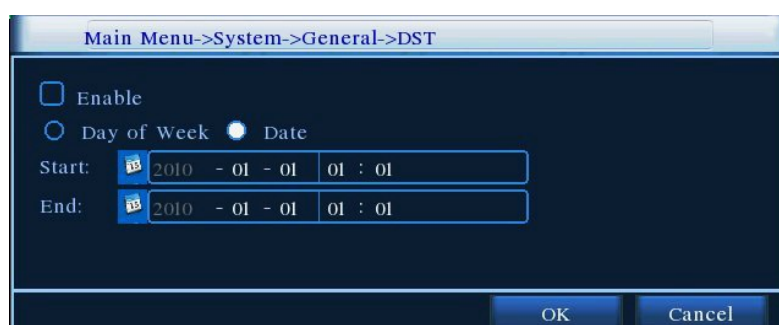 Main Menu->System->General->DST
Enable
Day of Week Date
Start: 2010 - 01 - 01 01 : 01
End: 2010 - 01 - 01 01 : 01
OK Cancel